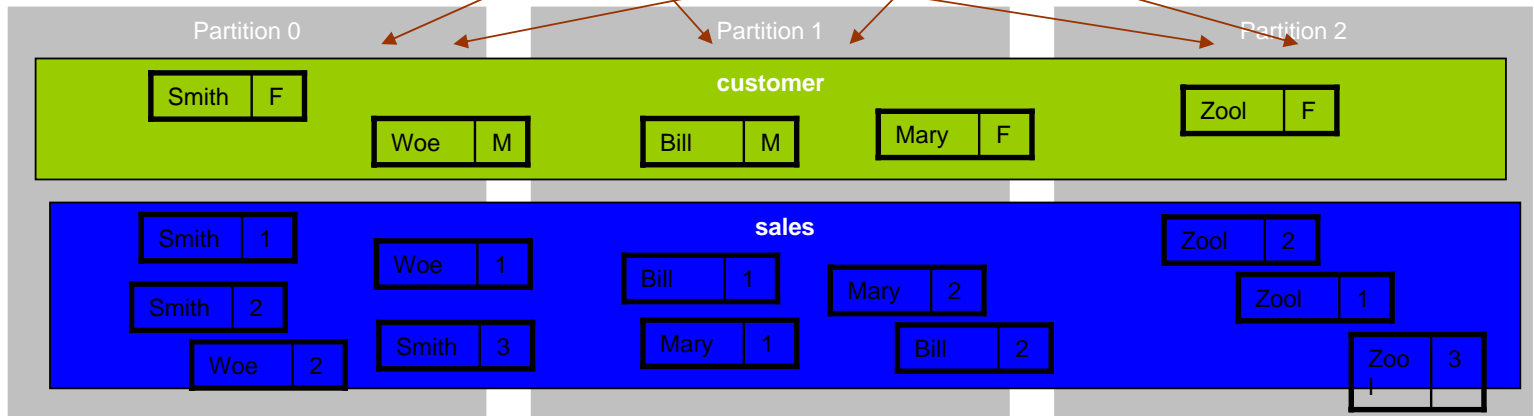 Partition 0
Partition 1
Partition 2
customer
Smith F
Woe M
Bill M
Mary F
Zool F
sales
Smith 1
Woe 1
Bill 1
Mary 2
Zool 2
Zool 1
Smith 2
Woe 2
Smith 3
Mary 1
Bill 2
Zoo 3
l